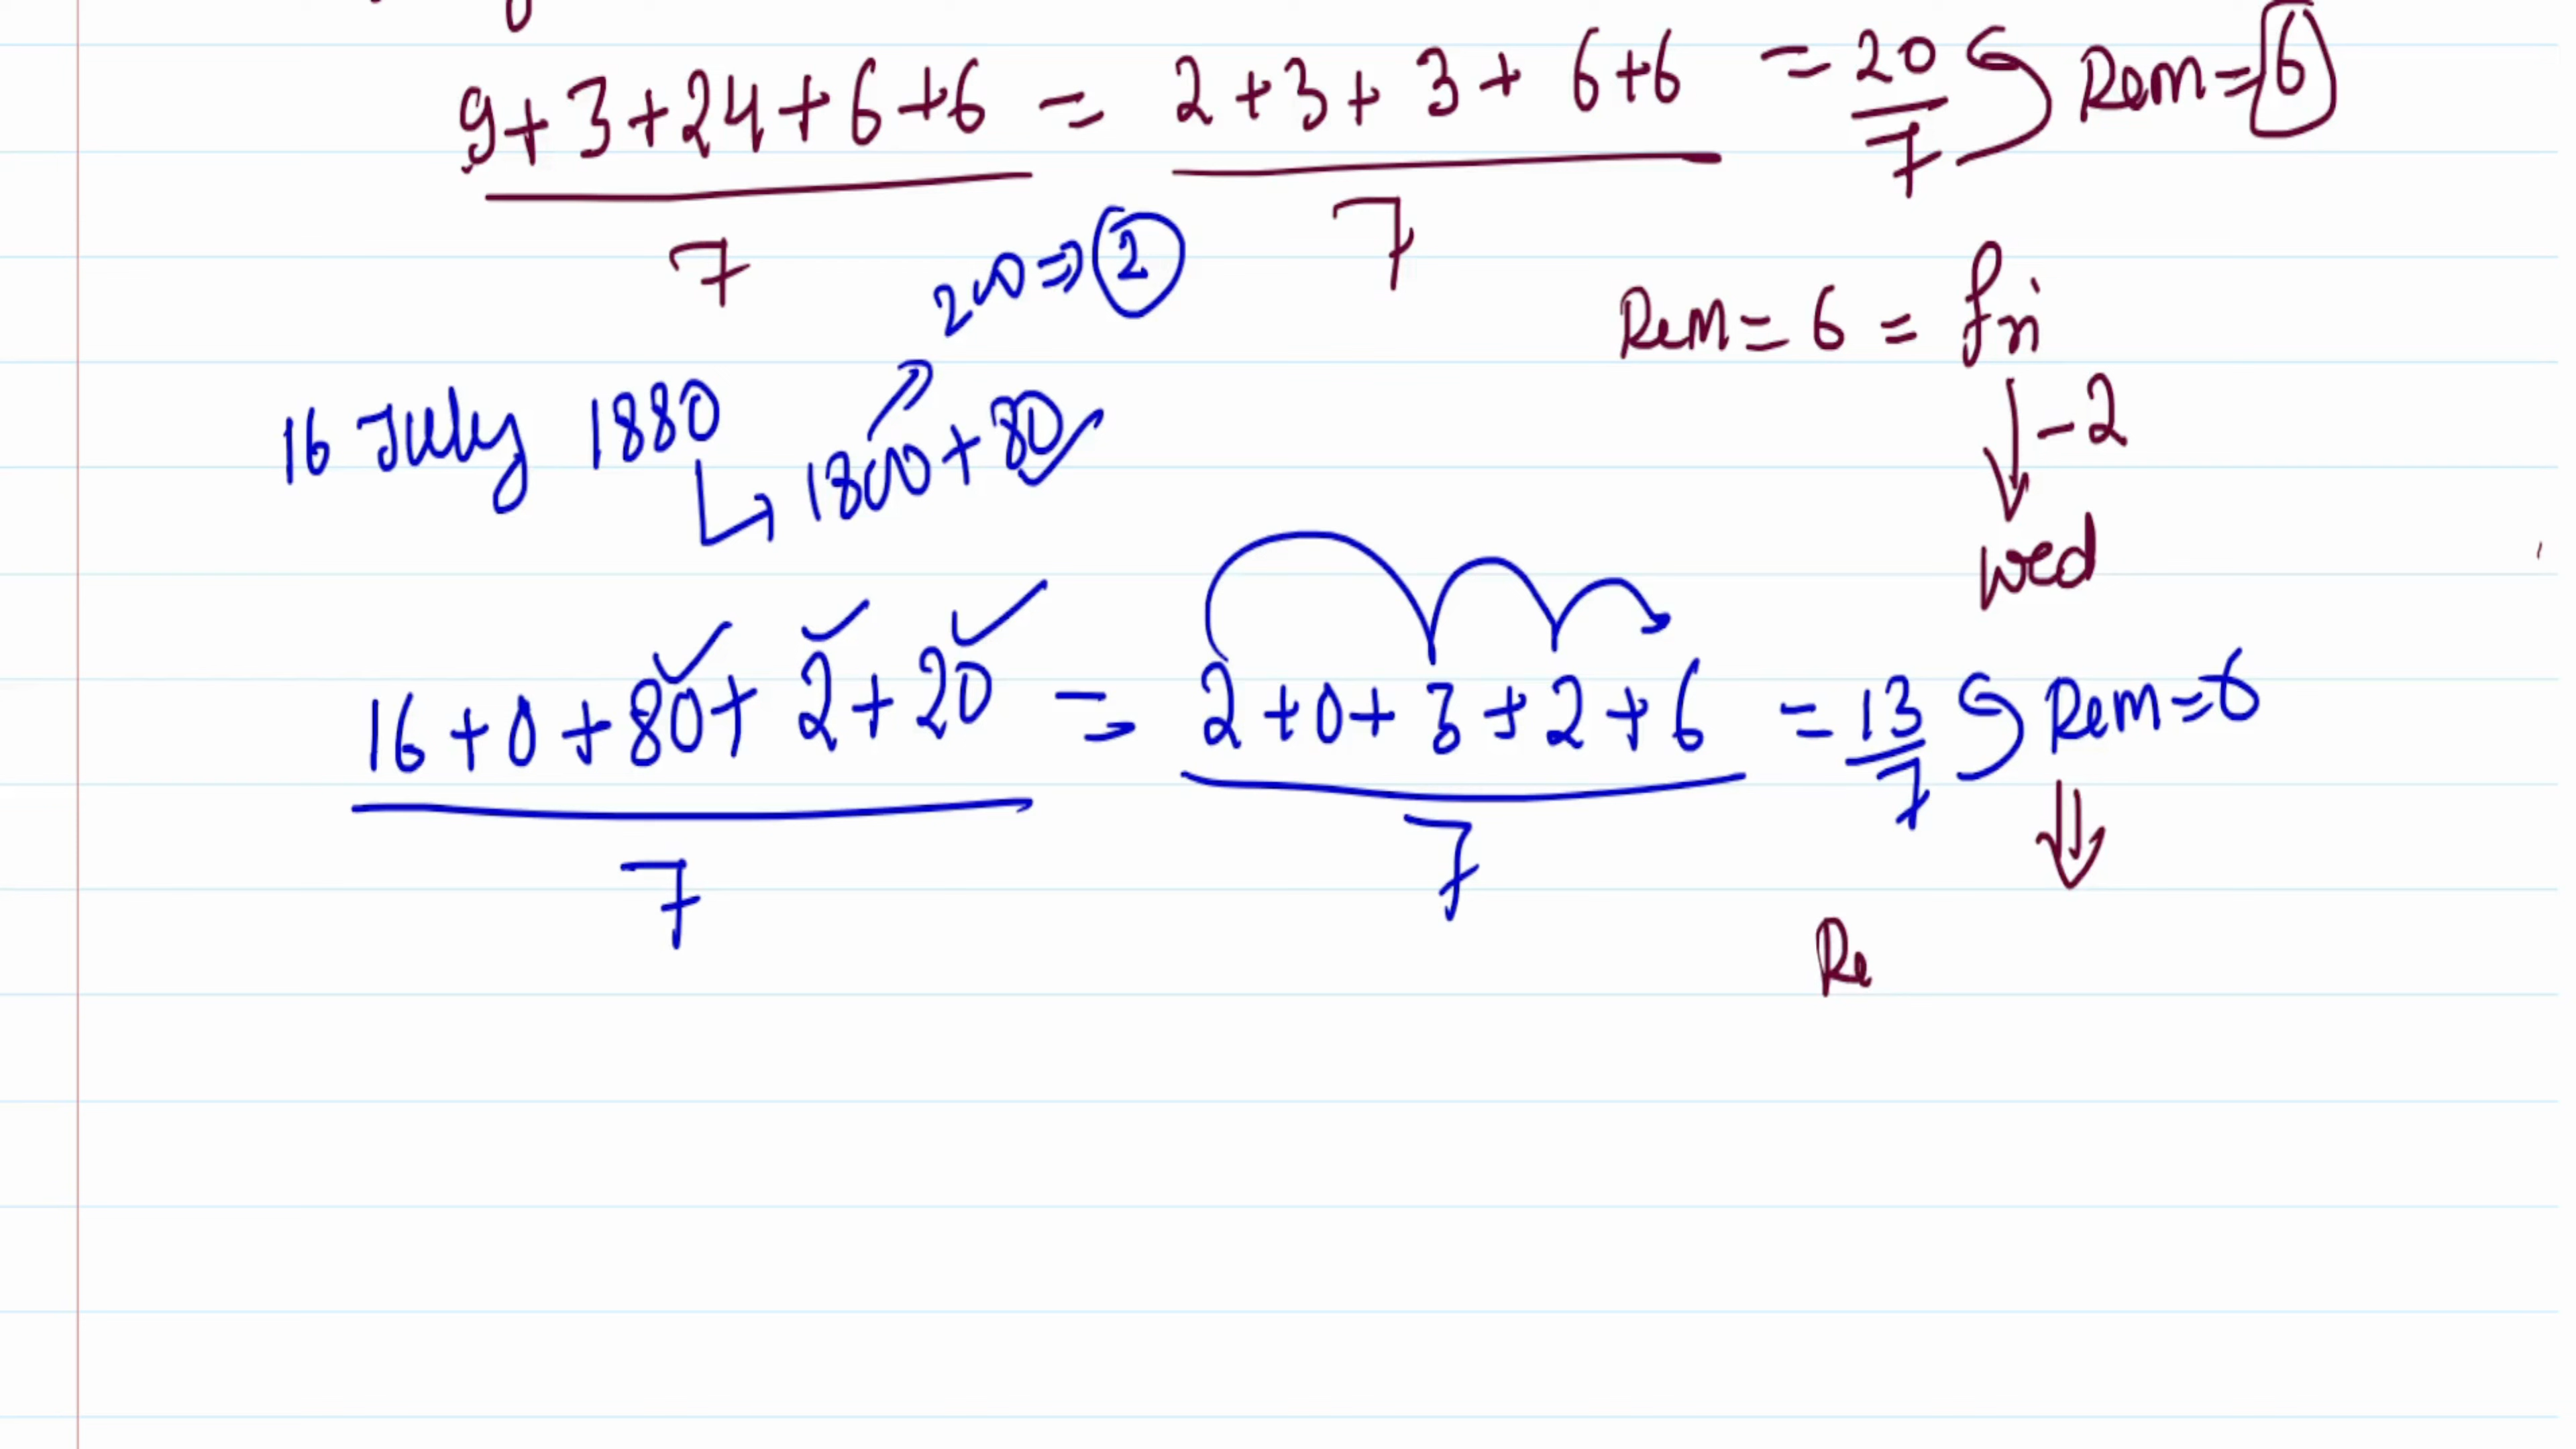 9+3+24+6+6 = 2+3+3+6+6 = 20 Rem=6
7 7 7
200⇒2
Rem=6=fri
16 July 1880
1800+80
-2
wed
16+0+80+2+20 = 2+0+3+2+6 = 13 Rem=6
7 7 7
Re